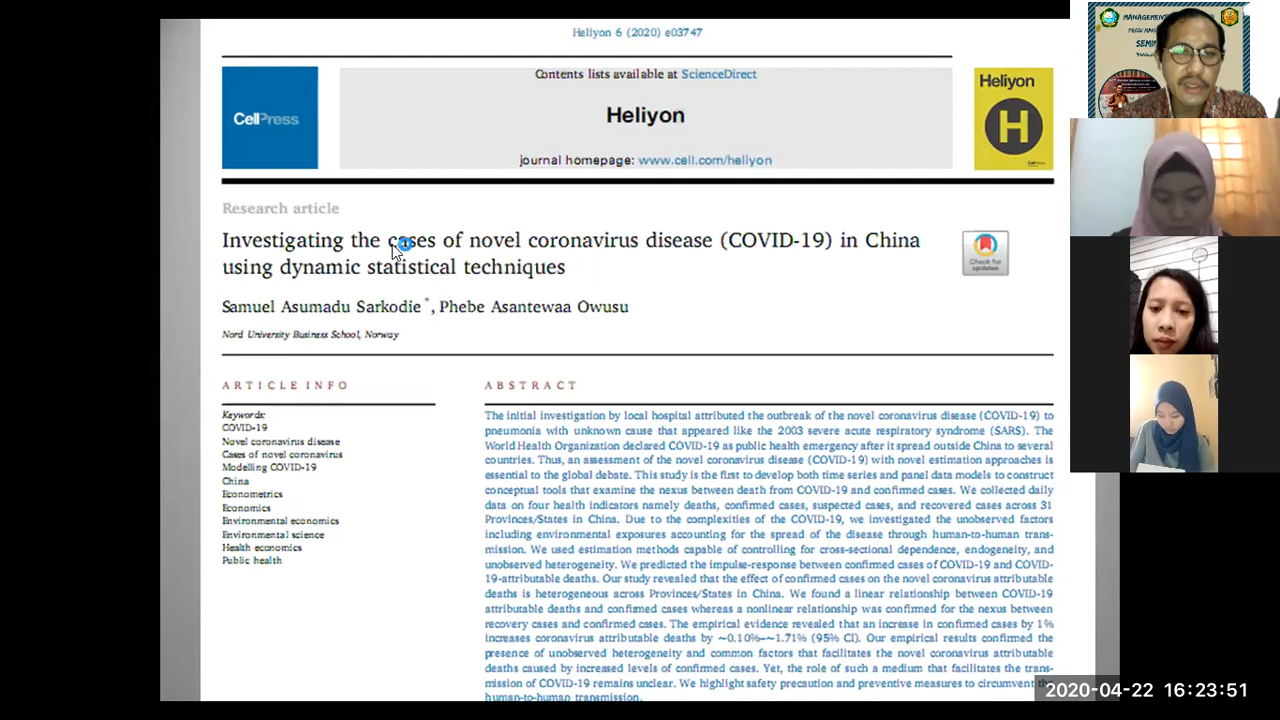 Heliyon 6 (2020) e03747
Contents lists available at ScienceDirect
CellPress
Heliyon
Heliyon
H
journal homepage: www.cell.com/heliyon
Research article
Investigating the cases of novel coronavirus disease (COVID-19) in China
using dynamic statistical techniques
Check for
updates
Samuel Asumadu Sarkodie *, Phebe Asantewaa Owusu
Nord University Business School, Norway
ARTICLE INFO
Keywords:
COVID-19
Novel coronavirus disease
Cases of novel coronavirus
Modelling COVID-19
China
Econometrics
Economics
Environmental economics
Environmental science
Health economics
Public health
ABSTRACT
The initial investigation by local hospital attributed the outbreak of the novel coronavirus disease (COVID-19) to
pneumonia with unknown cause that appeared like the 2003 severe acute respiratory syndrome (SARS). The
World Health Organization declared COVID-19 as public health emergency after it spread outside China to several
countries. Thus, an assessment of the novel coronavirus disease (COVID-19) with novel estimation approaches is
essential to the global debate. This study is the first to develop both time series and panel data models to construct
conceptual tools that examine the nexus between death from COVID-19 and confirmed cases. We collected daily
data on four health indicators namely deaths, confirmed cases, suspected cases, and recovered cases across 31
Provinces/States in China. Due to the complexities of the COVID-19, we investigated the unobserved factors
including environmental exposures accounting for the spread of the disease through human-to-human trans-
mission. We used estimation methods capable of controlling for cross-sectional dependence, endogeneity, and
unobserved heterogeneity. We predicted the impulse-response between confirmed cases of COVID-19 and COVID-
19-attributable deaths. Our study revealed that the effect of confirmed cases on the novel coronavirus attributable
deaths is heterogeneous across Provinces/States in China. We found a linear relationship between COVID-19
attributable deaths and confirmed cases whereas a nonlinear relationship was confirmed for the nexus between
recovery cases and confirmed cases. The empirical evidence revealed that an increase in confirmed cases by 1%
increases coronavirus attributable deaths by ~0.10%–~1.71% (95% CI). Our empirical results confirmed the
presence of unobserved heterogeneity and common factors that facilitates the novel coronavirus attributable
deaths caused by increased levels of confirmed cases. Yet, the role of such a medium that facilitates the trans-
mission of COVID-19 remains unclear. We highlight safety precaution and preventive measures to circumvent the
human-to-human transmission.
MANAGEMENT
SEMI
2020-04-22 16:23:51